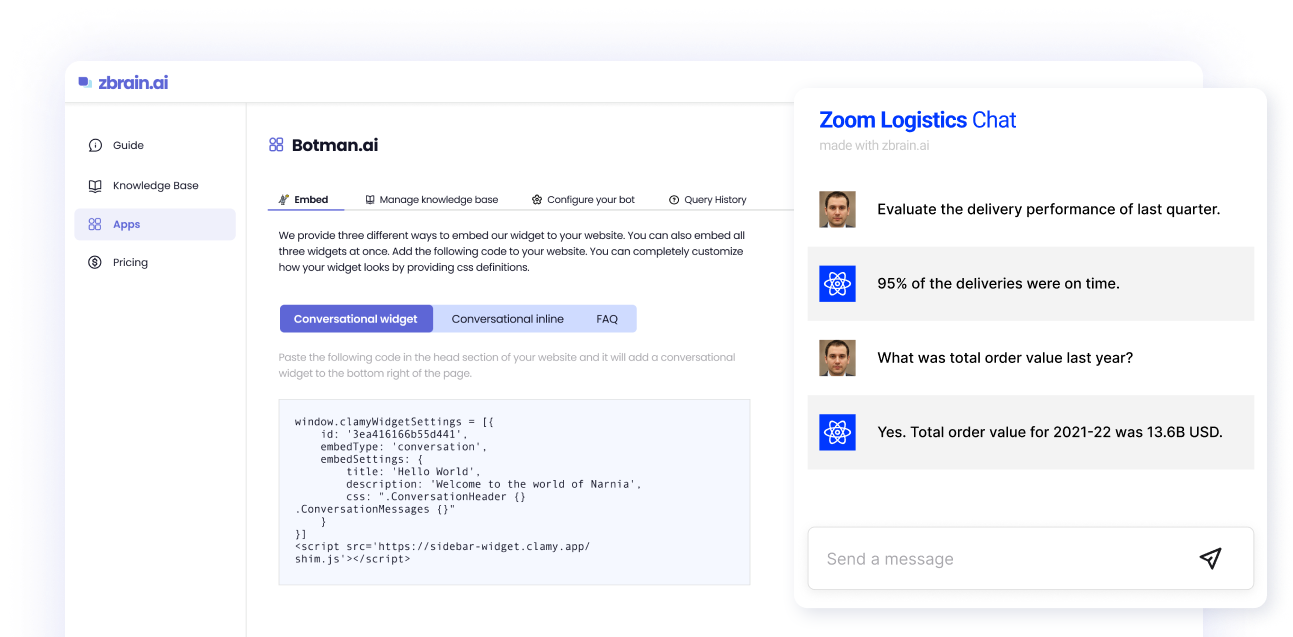 zbrain.ai
Guide
Knowledge Base
Apps
Pricing
Botman.ai
Embed
Manage knowledge base
Configure your bot
Query History
We provide three different ways to embed our widget to your website. You can also embed all
three widgets at once. Add the following code to your website. You can completely customize
how your widget looks by providing css definitions.
Conversational widget
Conversational inline
FAQ
Paste the following code in the head section of your website and it will add a conversational
widget to the bottom right of the page.
window.clamyWidgetSettings = [{
    id: '3ea416166b55d441',
    embedType: 'conversation',
    embedSettings: {
        title: 'Hello World',
        description: 'Welcome to the world of Narnia',
        css: ".ConversationHeader {}
.ConversationMessages {}"
    }
}]
<script src='https://sidebar-widget.clamy.app/
shim.js'></script>
Zoom Logistics Chat
made with zbrain.ai
Evaluate the delivery performance of last quarter.
95% of the deliveries were on time.
What was total order value last year?
Yes. Total order value for 2021-22 was 13.6B USD.
Send a message